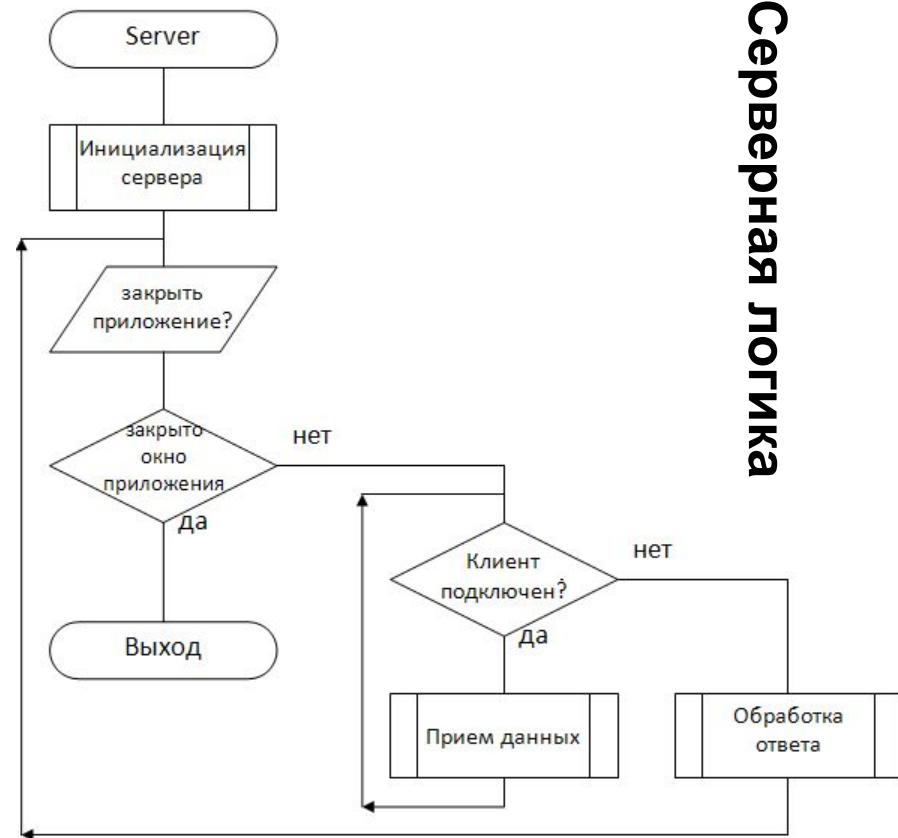 Серверная логика
Server
Инициализация
сервера
закрыть
приложение?
закрыто
окно
приложения
нет
да
Выход
Клиент
подключен?
нет
да
Прием данных
Обработка
ответа